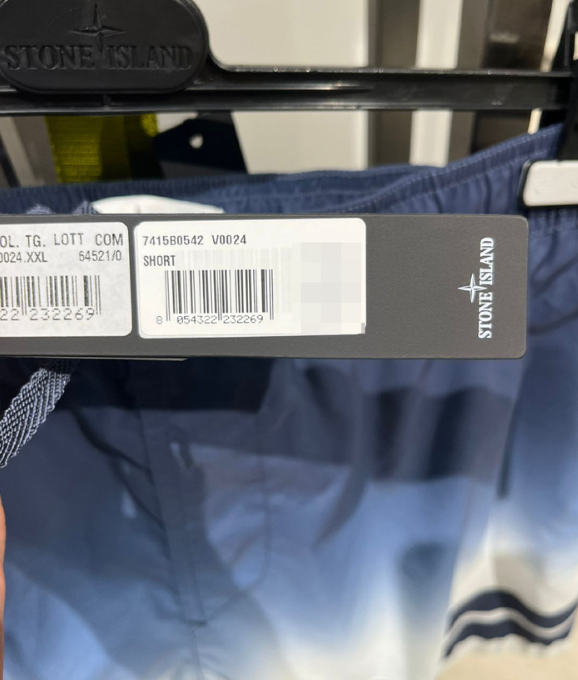 STONE ISLAND
OL. TG. LOTT COM
0024.XXL 64521/0
22 232269
7415B0542 V0024
SHORT
8 054322 232269
STONE ISLAND